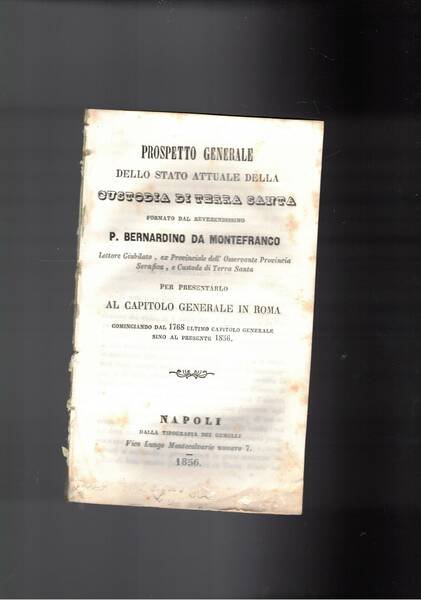 PROSPETTO GENERALE
DELLO STATO ATTUALE DELLA
CUSTODIA DI TERRA SANTA
FORMATO DAL REVERENDISSIMO
P. BERNARDINO DA MONTEFRANCO
Lettore Giubilato, ex Provinciale dell' Osservante Provincia
Serafica, e Custode di Terra Santa
PER PRESENTARLO
AL CAPITOLO GENERALE IN ROMA
COMINCIANDO DAL 1768 ULTIMO CAPITOLO GENERALE
SINO AL PRESENTE 1856.
NAPOLI
DALLA TIPOGRAFIA DEI GEMELLI
Vico Lungo Montecalvario numero 7.
1856.